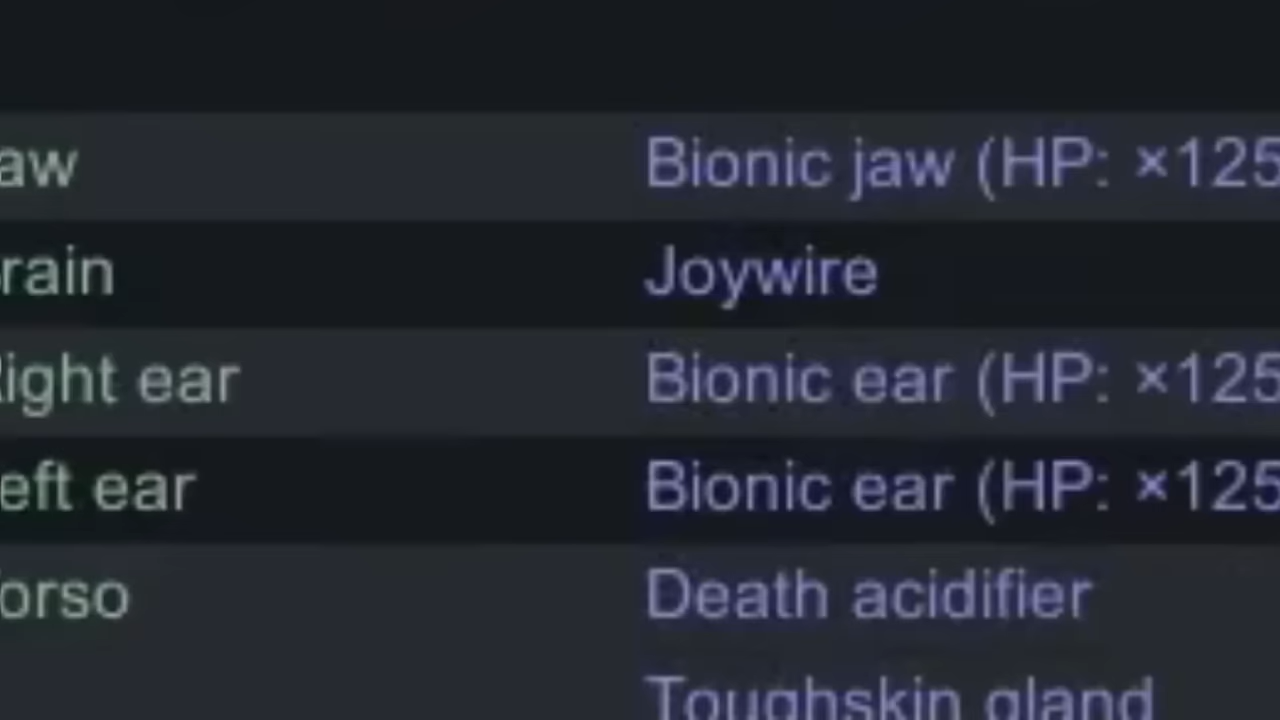 aw Bionic jaw (HP: ×125
rain Joywire
ight ear Bionic ear (HP: ×125
eft ear Bionic ear (HP: ×125
orso Death acidifier
Toughskin gland